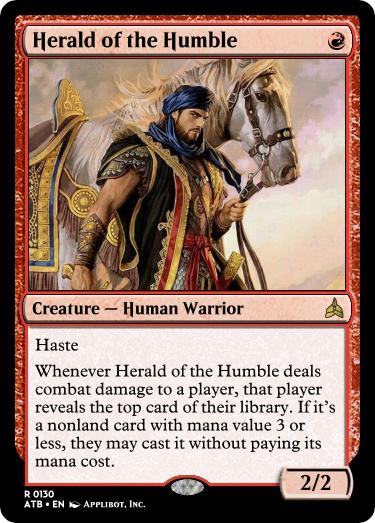 Herald of the Humble
Creature — Human Warrior
Haste
Whenever Herald of the Humble deals
combat damage to a player, that player
reveals the top card of their library. If it's
a nonland card with mana value 3 or
less, they may cast it without paying its
mana cost.
2/2
R 0130
ATB • EN Applibot, Inc.